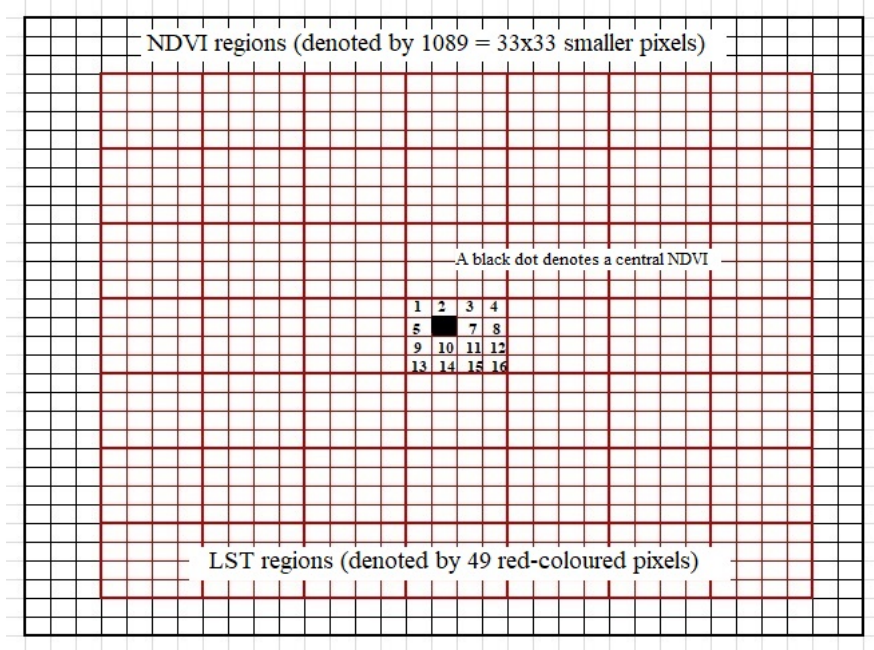 NDVI regions (denoted by 1089 = 33x33 smaller pixels)
A black dot denotes a central NDVI
1 2 3 4
5 7 8
9 10 11 12
13 14 15 16
LST regions (denoted by 49 red-coloured pixels)